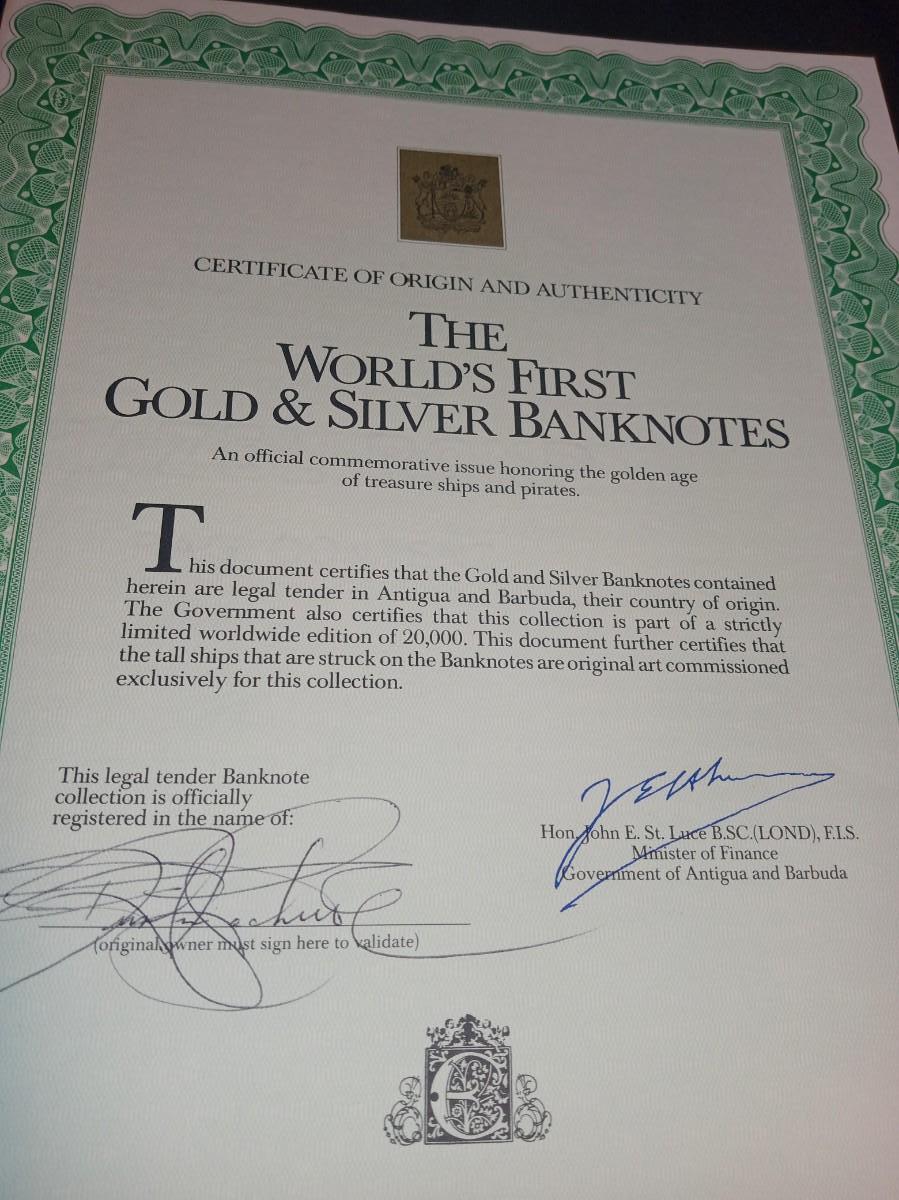 CERTIFICATE OF ORIGIN AND AUTHENTICITY
THE
WORLD'S FIRST
GOLD & SILVER BANKNOTES
An official commemorative issue honoring the golden age
of treasure ships and pirates.
This document certifies that the Gold and Silver Banknotes contained
herein are legal tender in Antigua and Barbuda, their country of origin.
The Government also certifies that this collection is part of a strictly
limited worldwide edition of 20,000. This document further certifies that
the tall ships that are struck on the Banknotes are original art commissioned
exclusively for this collection.
This legal tender Banknote
collection is officially
registered in the name of:
(original owner must sign here to validate)
Hon. John E. St. Luce B.SC.(LOND), F.I.S.
Minister of Finance
Government of Antigua and Barbuda